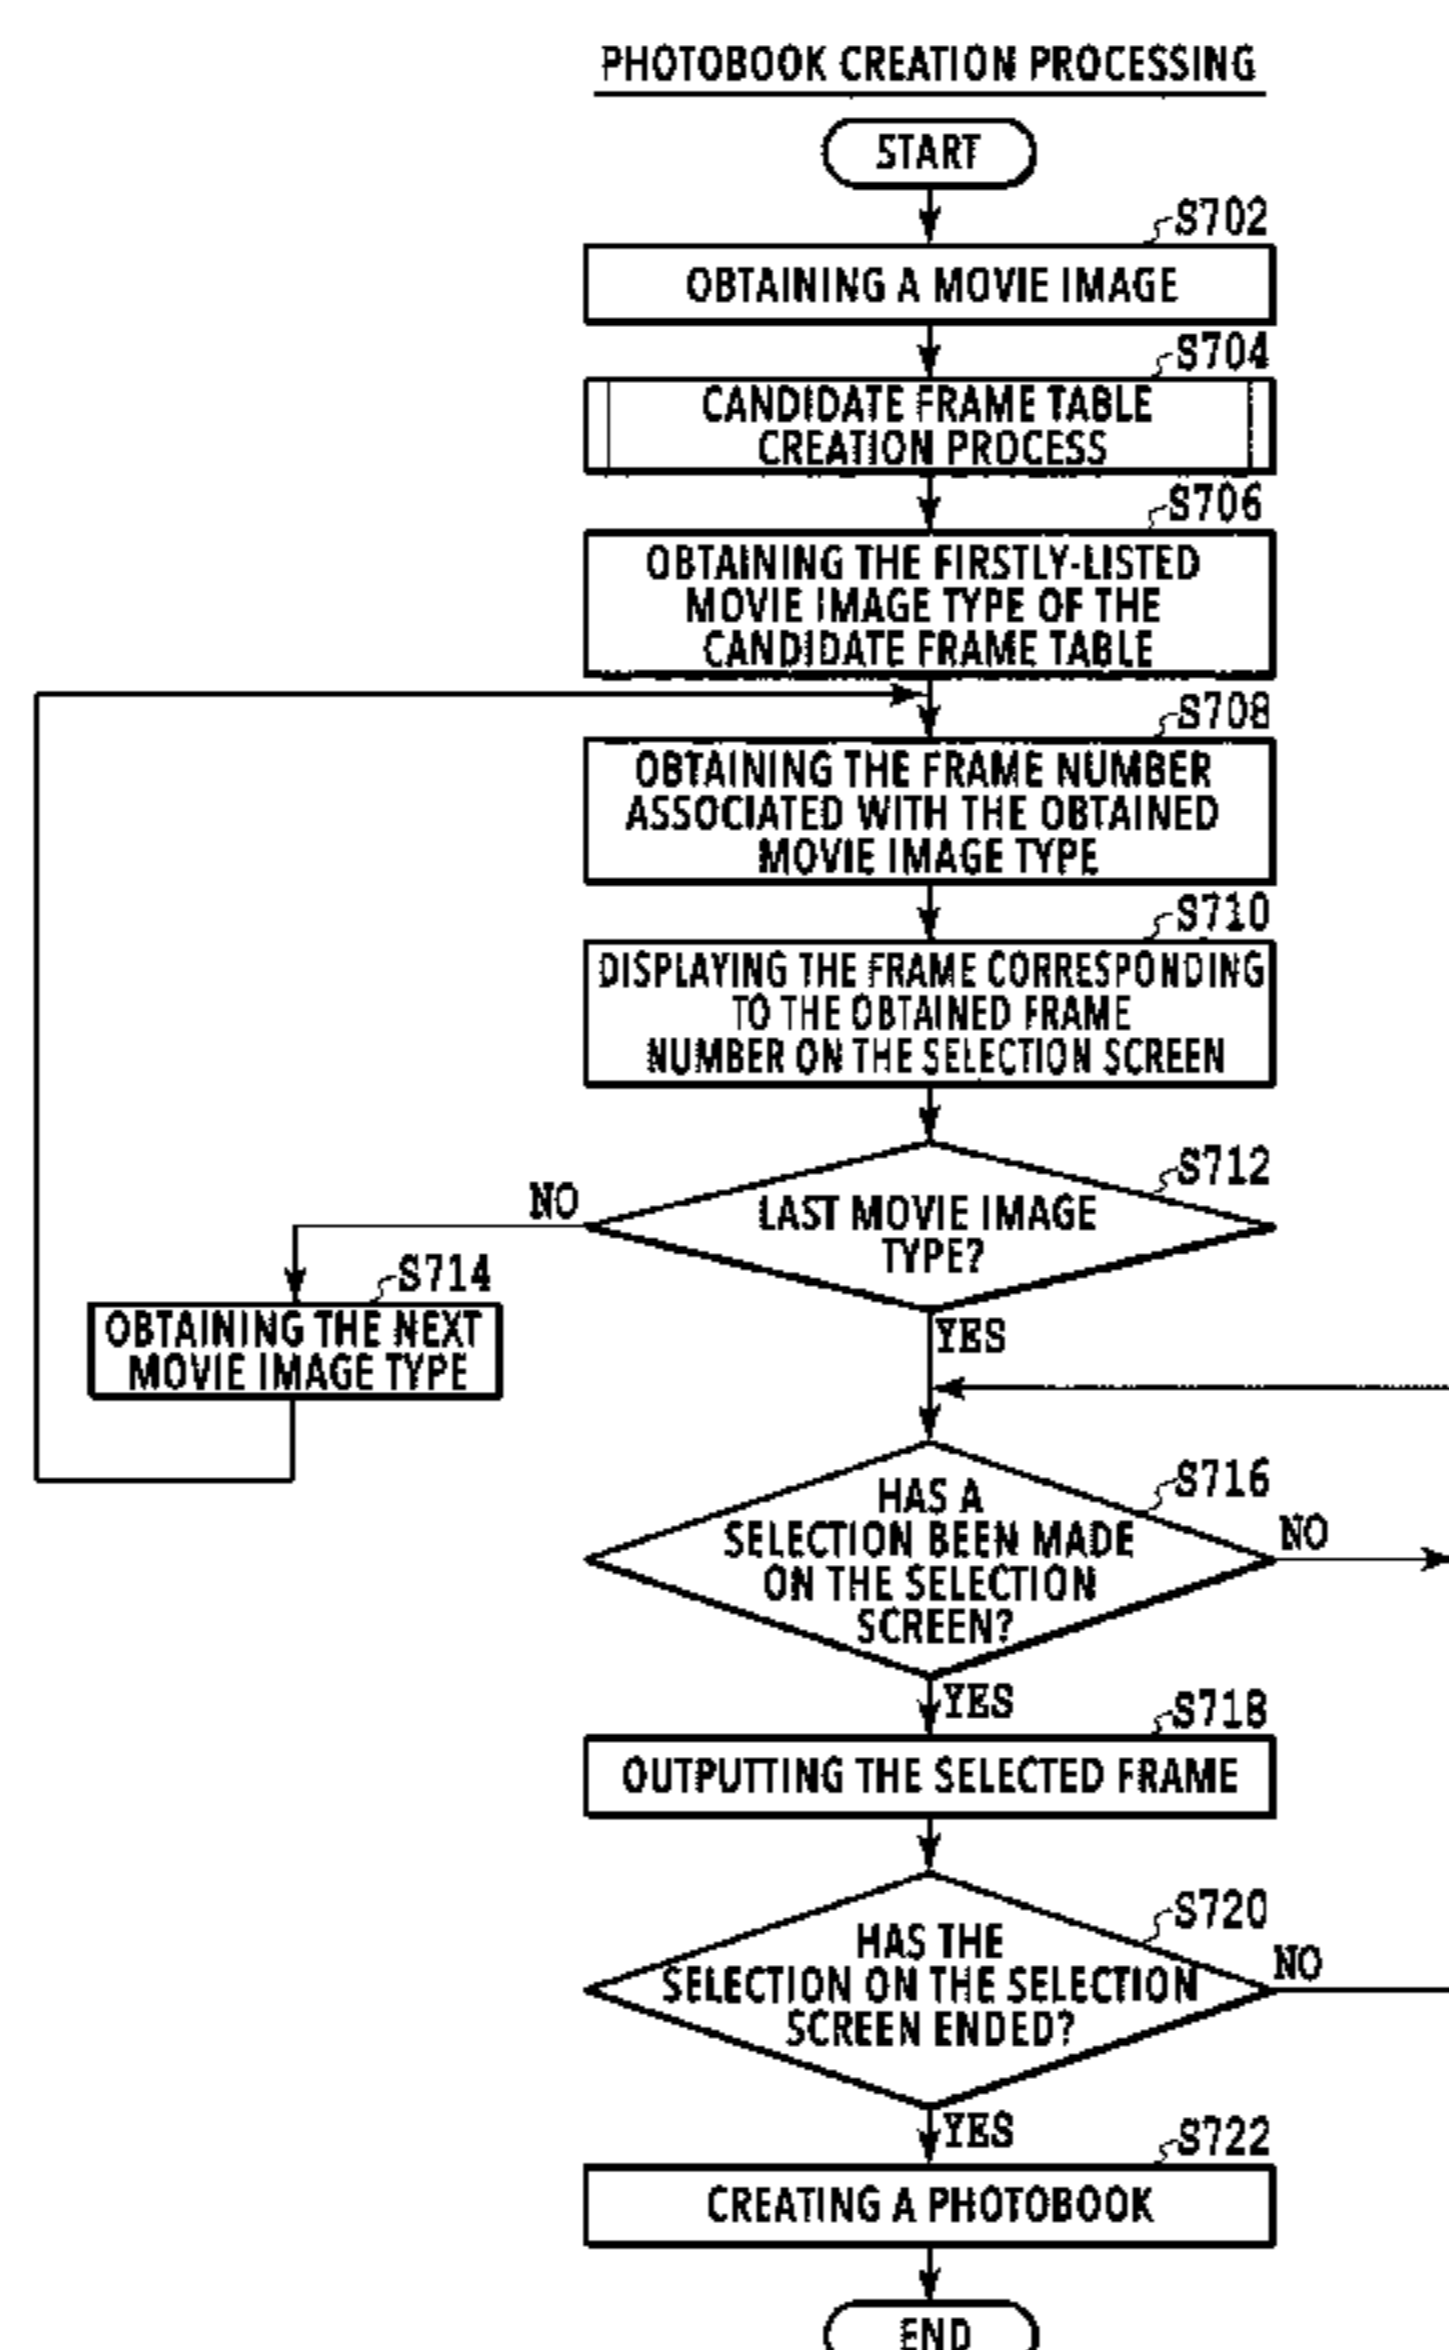 PHOTOBOOK CREATION PROCESSING
START
S702
OBTAINING A MOVIE IMAGE
S704
CANDIDATE FRAME TABLE
CREATION PROCESS
S706
OBTAINING THE FIRSTLY-LISTED
MOVIE IMAGE TYPE OF THE
CANDIDATE FRAME TABLE
S708
OBTAINING THE FRAME NUMBER
ASSOCIATED WITH THE OBTAINED
MOVIE IMAGE TYPE
S710
DISPLAYING THE FRAME CORRESPONDING
TO THE OBTAINED FRAME
NUMBER ON THE SELECTION SCREEN
S712
NO
LAST MOVIE IMAGE
TYPE?
S714
OBTAINING THE NEXT
MOVIE IMAGE TYPE
YES
S716
HAS A
SELECTION BEEN MADE
ON THE SELECTION
SCREEN?
NO
YES
S718
OUTPUTTING THE SELECTED FRAME
S720
HAS THE
SELECTION ON THE SELECTION
SCREEN ENDED?
NO
YES
S722
CREATING A PHOTOBOOK
END